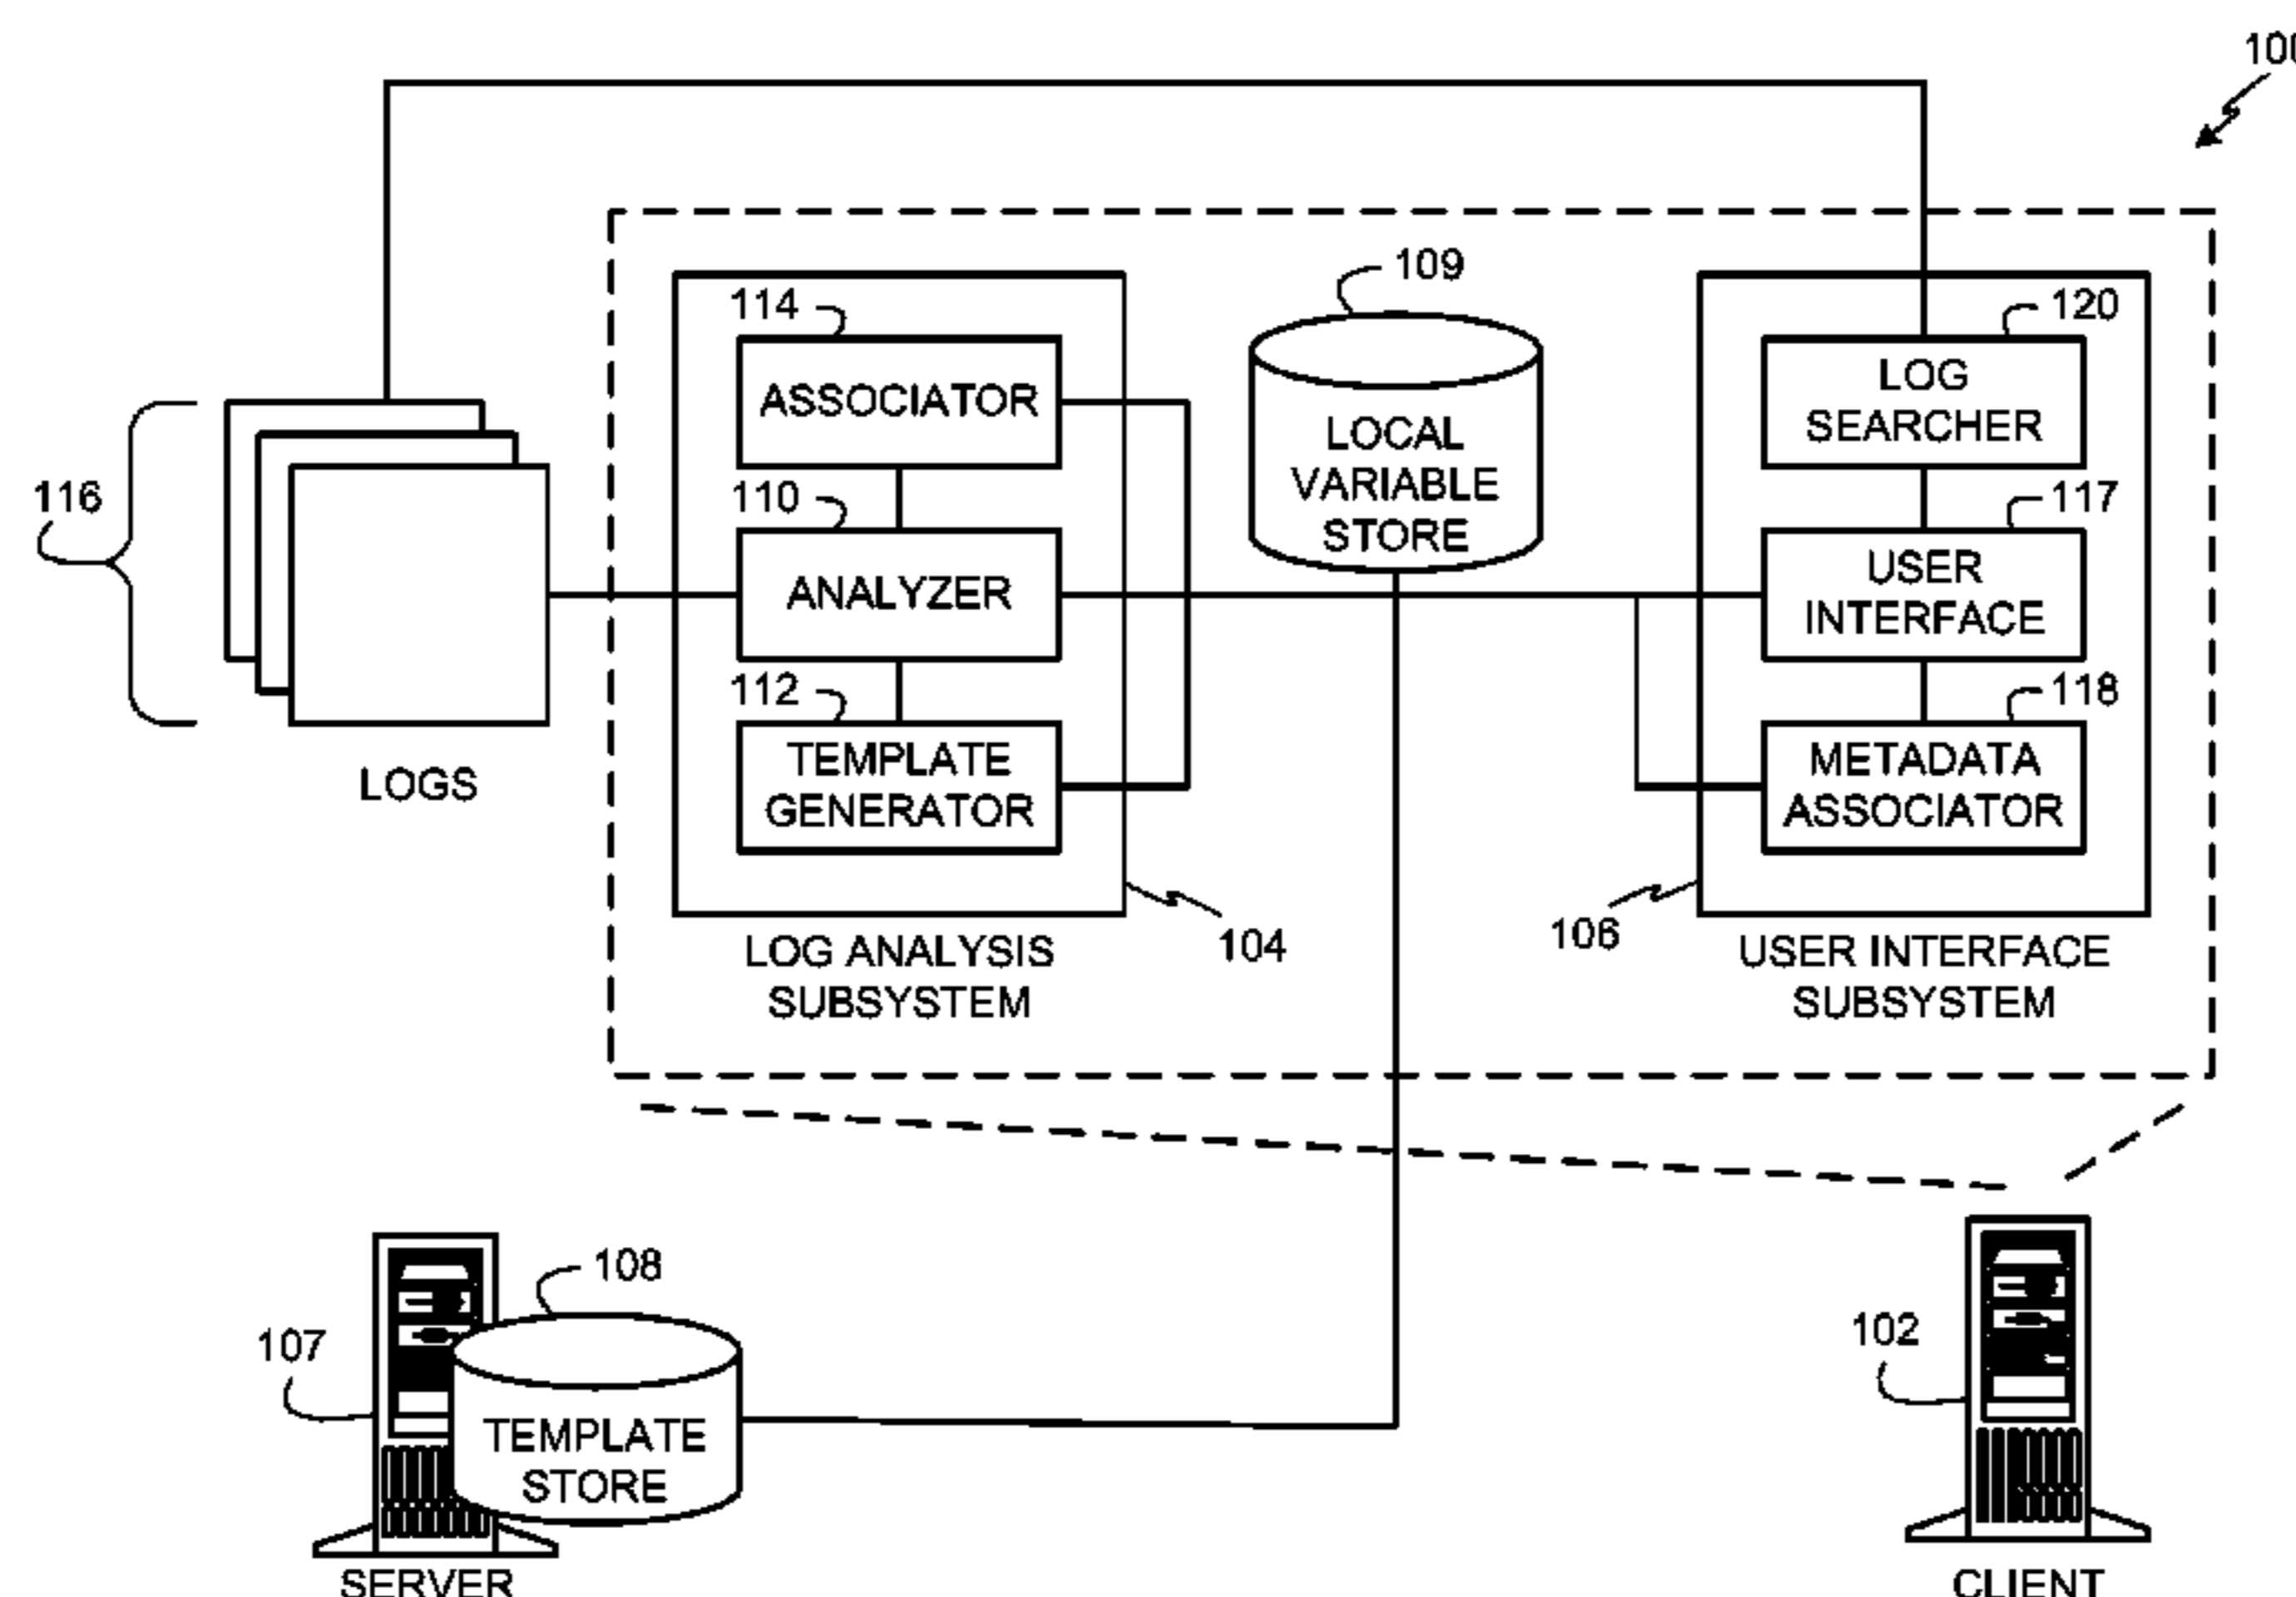 100
109
114
120
ASSOCIATOR
LOG
SEARCHER
LOCAL
VARIABLE
STORE
116
110
117
ANALYZER
USER
INTERFACE
112
118
TEMPLATE
GENERATOR
METADATA
ASSOCIATOR
LOGS
104
106
LOG ANALYSIS
SUBSYSTEM
USER INTERFACE
SUBSYSTEM
108
107
102
TEMPLATE
STORE
SERVER
CLIENT